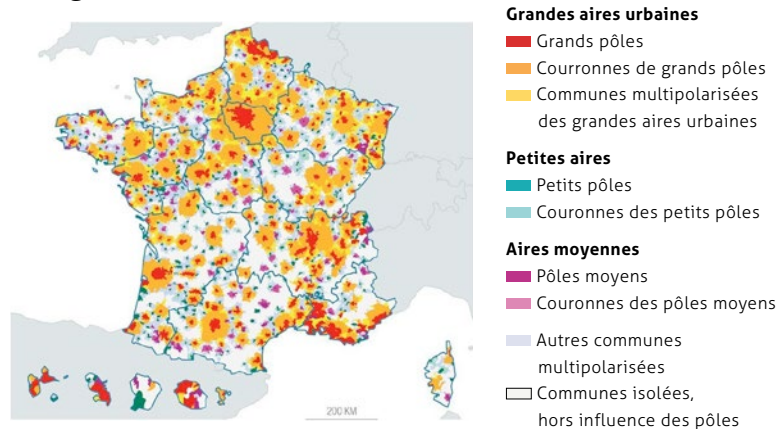 200 KM
Grandes aires urbaines
Grands pôles
Courronnes de grands pôles
Communes multipolarisées
des grandes aires urbaines
Petites aires
Petits pôles
Couronnes des petits pôles
Aires moyennes
Pôles moyens
Couronnes des pôles moyens
Autres communes
multipolarisées
Communes isolées,
hors influence des pôles